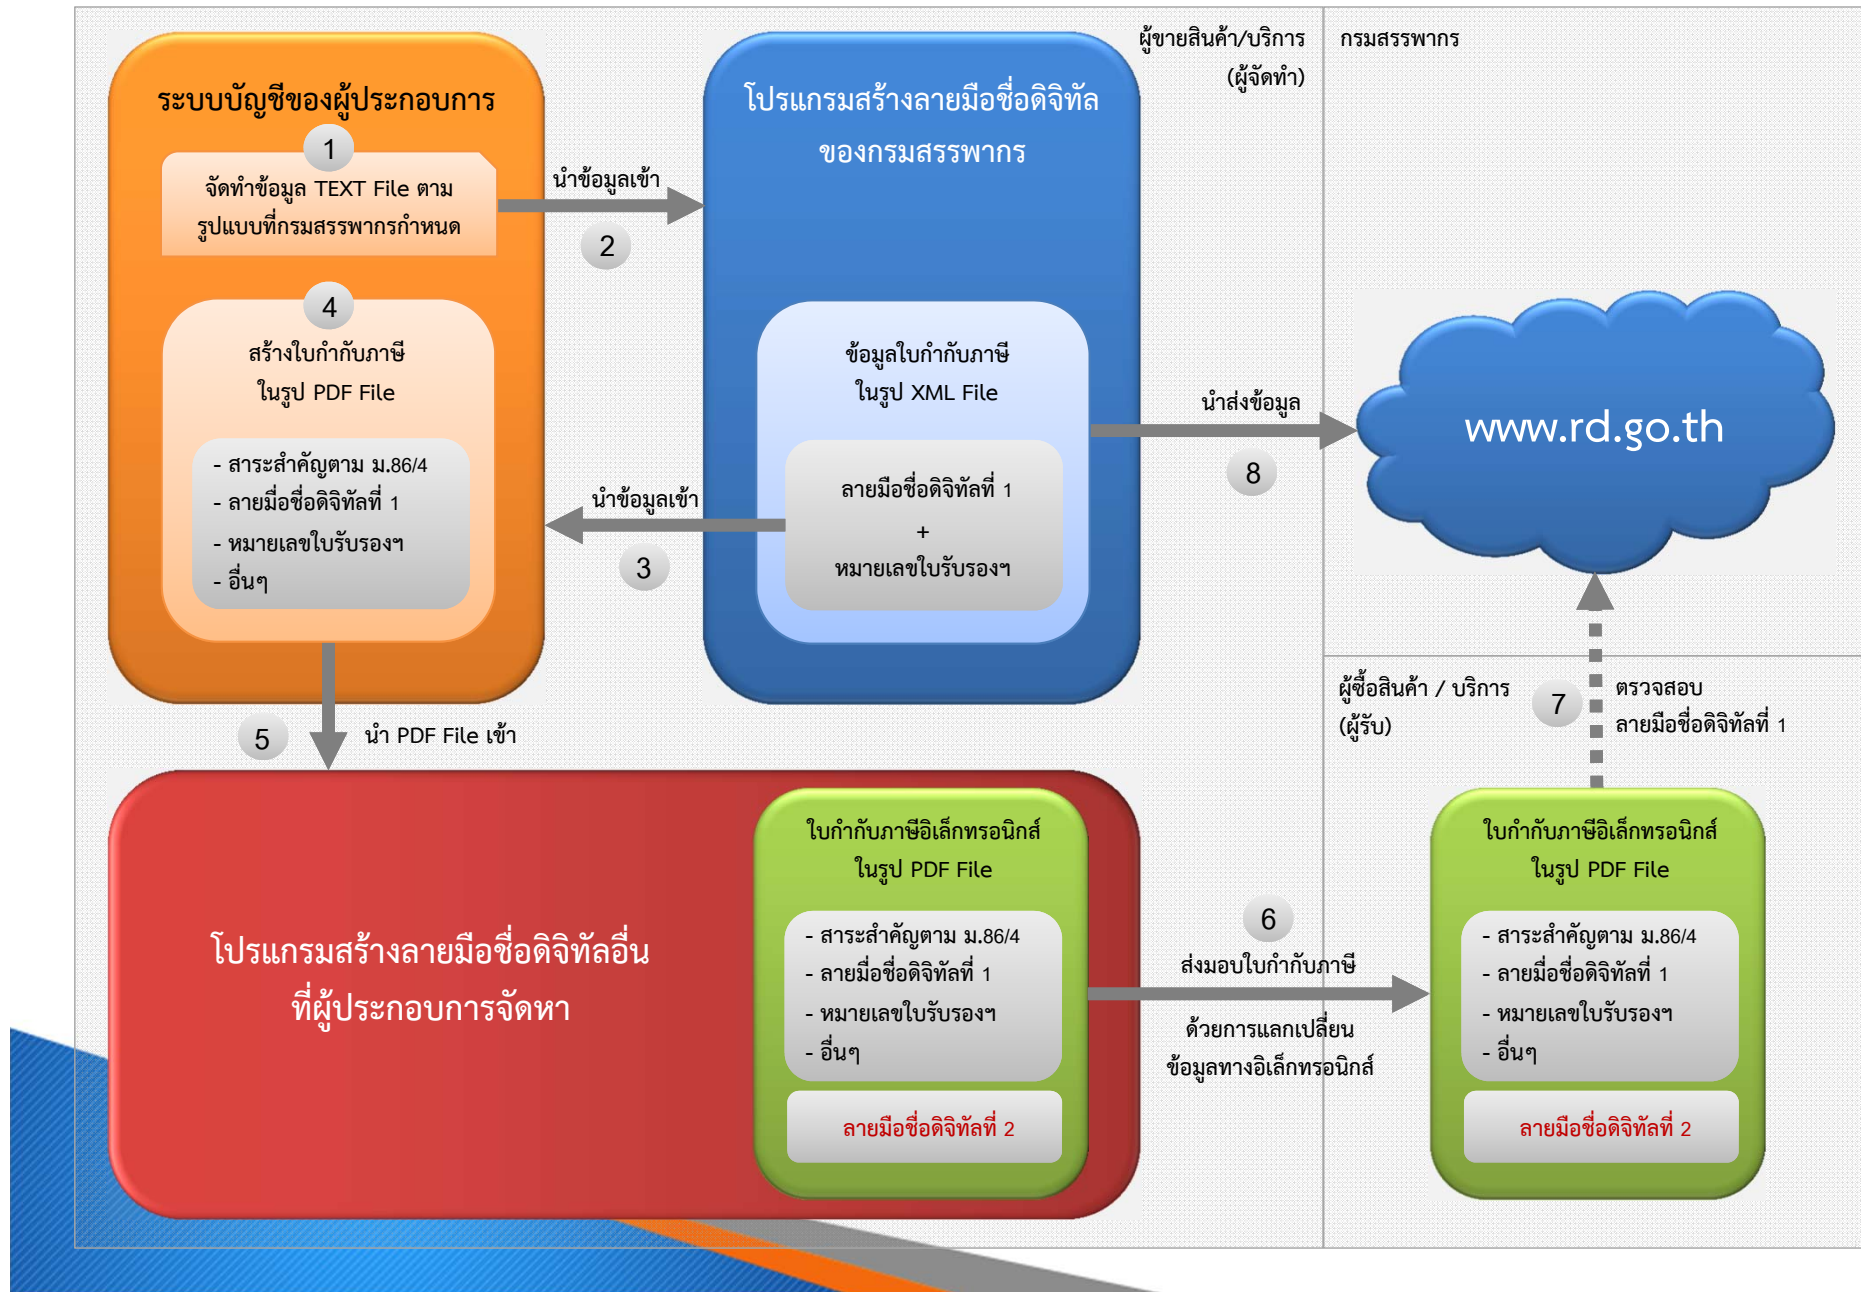 ผู้ขายสินค้า/บริการ
(ผู้จัดทำ)
กรมสรรพากร
ระบบบัญชีของผู้ประกอบการ
1
จัดทำข้อมูล TEXT File ตาม
รูปแบบที่กรมสรรพากรกำหนด
นำข้อมูลเข้า
2
โปรแกรมสร้างลายมือชื่อดิจิทัล
ของกรมสรรพากร
4
สร้างใบกำกับภาษี
ในรูป PDF File
- สาระสำคัญตาม ม.86/4
- ลายมื่อชื่อดิจิทัลที่ 1
- หมายเลขใบรับรองฯ
- อื่นๆ
นำข้อมูลเข้า
3
ข้อมูลใบกำกับภาษี
ในรูป XML File
ลายมือชื่อดิจิทัลที่ 1
+
หมายเลขใบรับรองฯ
นำส่งข้อมูล
8
www.rd.go.th
5
นำ PDF File เข้า
ผู้ซื้อสินค้า / บริการ
(ผู้รับ)
7
ตรวจสอบ
ลายมือชื่อดิจิทัลที่ 1
โปรแกรมสร้างลายมือชื่อดิจิทัลอื่น
ที่ผู้ประกอบการจัดหา
ใบกำกับภาษีอิเล็กทรอนิกส์
ในรูป PDF File
- สาระสำคัญตาม ม.86/4
- ลายมื่อชื่อดิจิทัลที่ 1
- หมายเลขใบรับรองฯ
- อื่นๆ
ลายมือชื่อดิจิทัลที่ 2
6
ส่งมอบใบกำกับภาษี
ด้วยการแลกเปลี่ยน
ข้อมูลทางอิเล็กทรอนิกส์
ใบกำกับภาษีอิเล็กทรอนิกส์
ในรูป PDF File
- สาระสำคัญตาม ม.86/4
- ลายมื่อชื่อดิจิทัลที่ 1
- หมายเลขใบรับรองฯ
- อื่นๆ
ลายมือชื่อดิจิทัลที่ 2